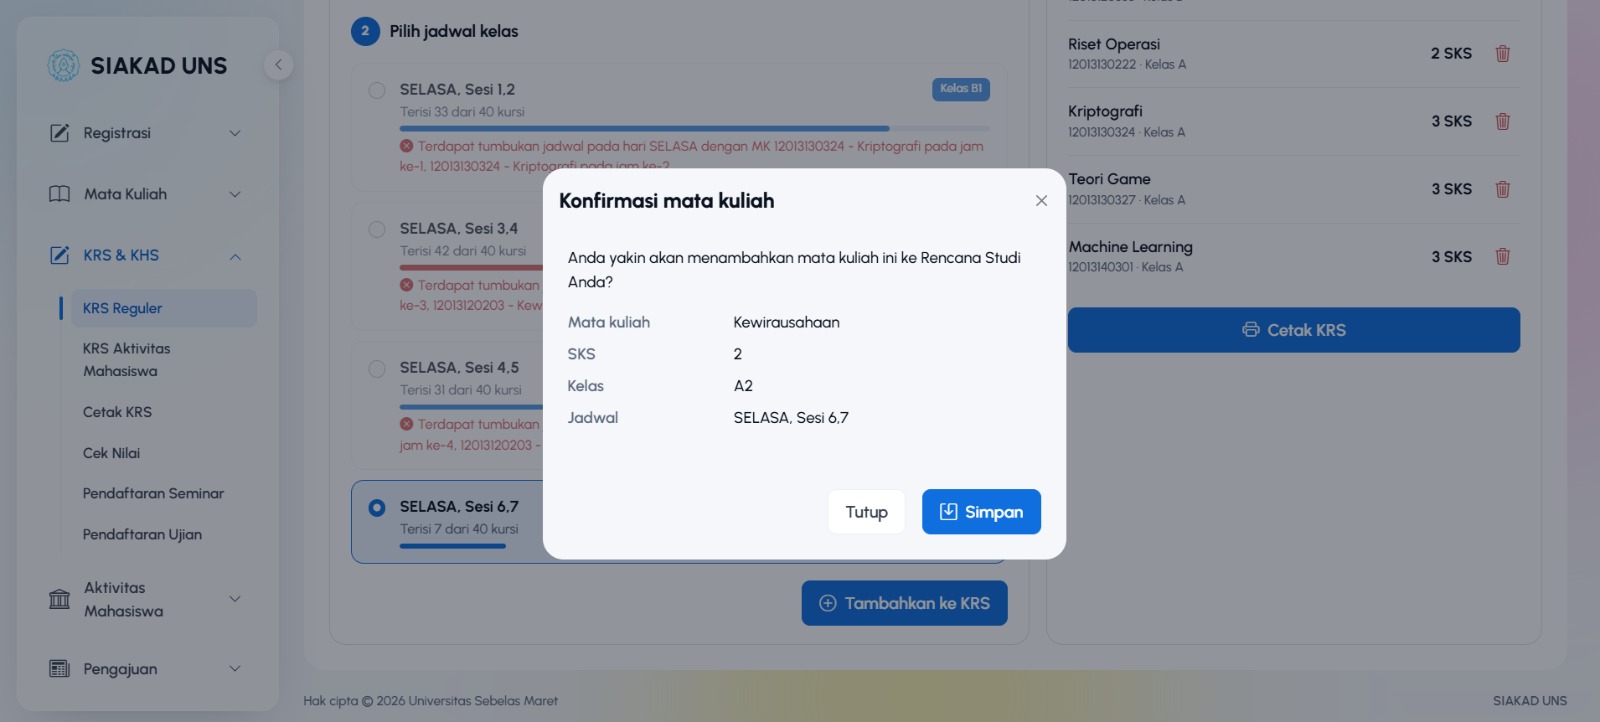 SIAKAD UNS
Registrasi
Mata Kuliah
KRS & KHS
KRS Reguler
KRS Aktivitas
Mahasiswa
Cetak KRS
Cek Nilai
Pendaftaran Seminar
Pendaftaran Ujian
Aktivitas
Mahasiswa
Pengajuan
2 Pilih jadwal kelas
SELASA, Sesi 1,2
Kelas B1
Terisi 33 dari 40 kursi
Terdapat tumbukan jadwal pada hari SELASA dengan MK 12013130324 - Kriptografi pada jam
ke-1, 12013130324 - Kriptografi pada jam ke-2
SELASA, Sesi 3,4
Terisi 42 dari 40 kursi
Terdapat tumbukan
ke-3, 12013120203 - Kew
SELASA, Sesi 4,5
Terisi 31 dari 40 kursi
Terdapat tumbukan
jam ke-4, 12013120203 -
SELASA, Sesi 6,7
Terisi 7 dari 40 kursi
Tambahkan ke KRS
Konfirmasi mata kuliah
Anda yakin akan menambahkan mata kuliah ini ke Rencana Studi
Anda?
Mata kuliah Kewirausahaan
SKS 2
Kelas A2
Jadwal SELASA, Sesi 6,7
Tutup
Simpan
Riset Operasi
12013130222 · Kelas A
2 SKS
Kriptografi
12013130324 · Kelas A
3 SKS
Teori Game
12013130327 · Kelas A
3 SKS
Machine Learning
12013140301 · Kelas A
3 SKS
Cetak KRS
Hak cipta © 2026 Universitas Sebelas Maret
SIAKAD UNS